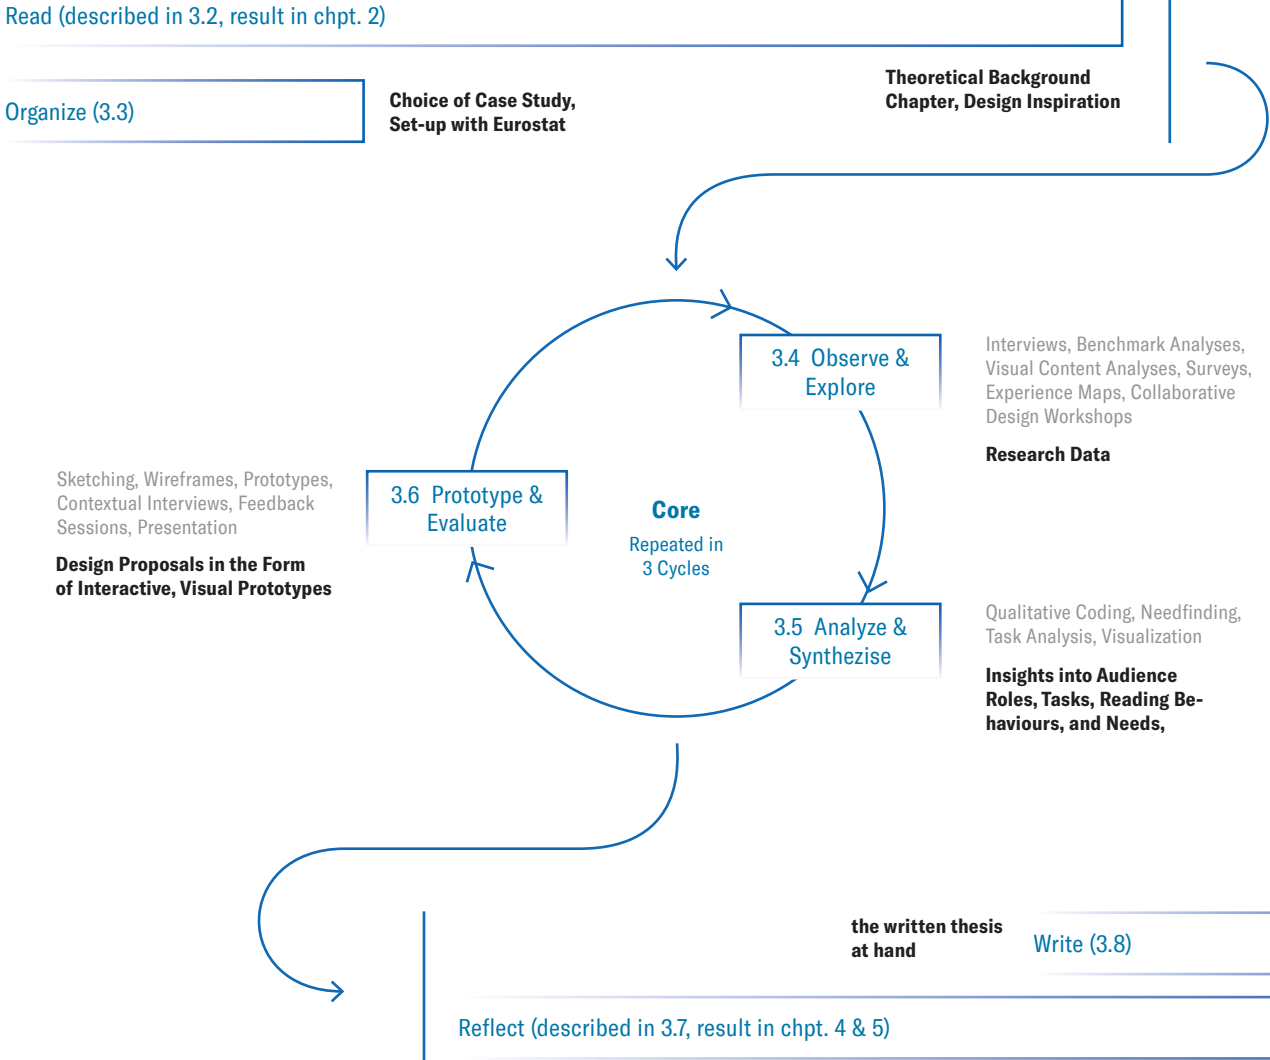 Read (described in 3.2, result in chpt. 2)
Organize (3.3)
Choice of Case Study,
Set-up with Eurostat
Theoretical Background
Chapter, Design Inspiration
3.4 Observe &
Explore
Interviews, Benchmark Analyses,
Visual Content Analyses, Surveys,
Experience Maps, Collaborative
Design Workshops
Research Data
Sketching, Wireframes, Prototypes,
Contextual Interviews, Feedback
Sessions, Presentation
Design Proposals in the Form
of Interactive, Visual Prototypes
3.6 Prototype &
Evaluate
Core
Repeated in
3 Cycles
3.5 Analyze &
Synthezise
Qualitative Coding, Needfinding,
Task Analysis, Visualization
Insights into Audience
Roles, Tasks, Reading Be-
haviours, and Needs,
the written thesis
at hand
Write (3.8)
Reflect (described in 3.7, result in chpt. 4 & 5)